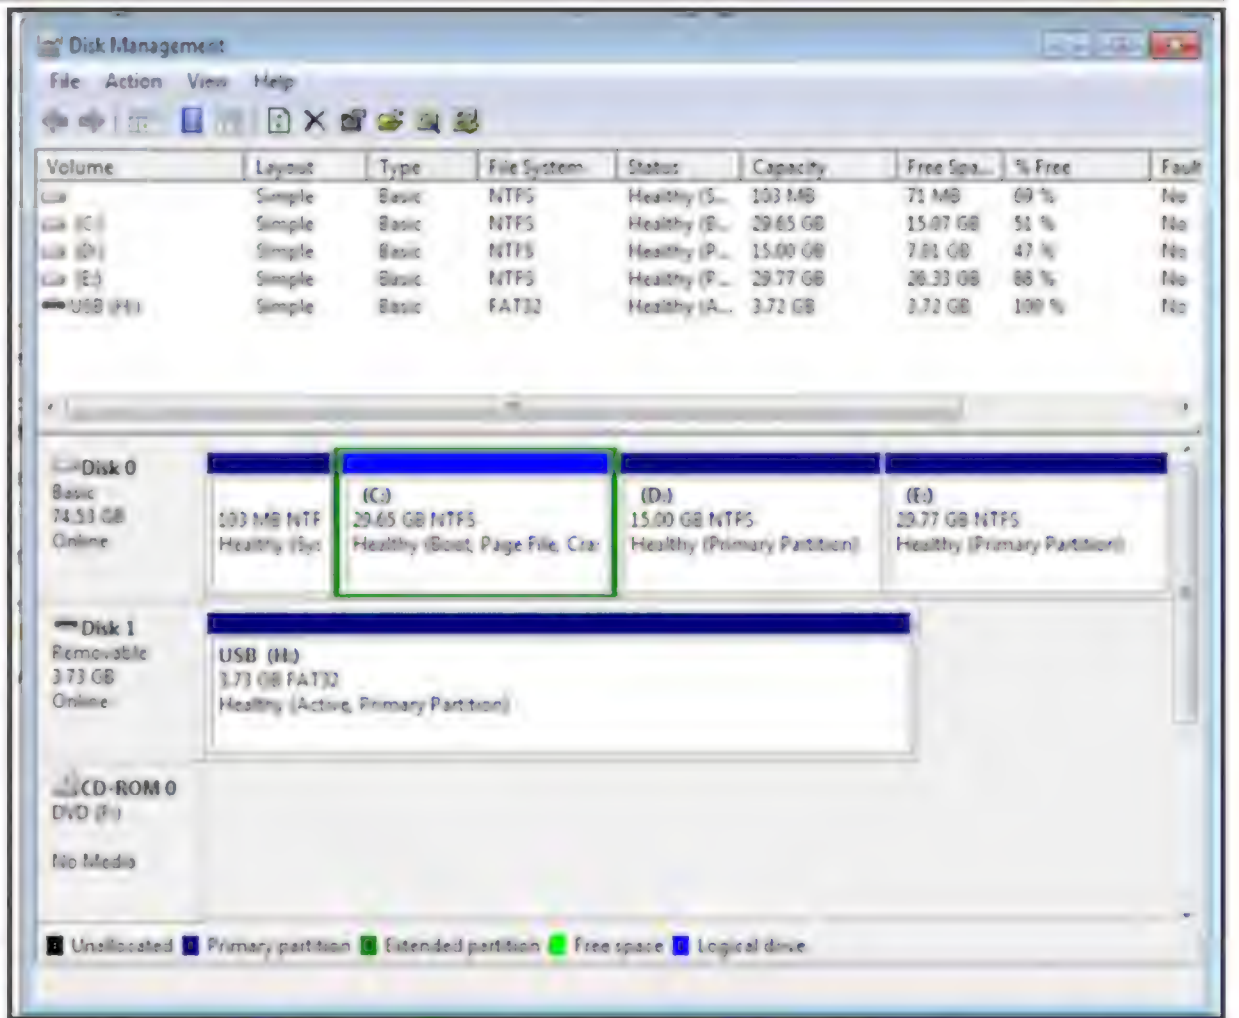 Disk Management
File Action View Help
Volume Layout Type File System Status Capacity Free Spa... % Free Fault
Simple Basic NTFS Healthy (S... 103 MB 71 MB 69 % No
(C:) Simple Basic NTFS Healthy (B... 29.65 GB 15.07 GB 51 % No
(D:) Simple Basic NTFS Healthy (P... 15.00 GB 7.01 GB 47 % No
(E:) Simple Basic NTFS Healthy (P... 29.77 GB 26.33 GB 88 % No
USB (H:) Simple Basic FAT32 Healthy (A... 3.72 GB 3.72 GB 100 % No
Disk 0
Basic
74.53 GB
Online
103 MB NTF
Healthy (Sys
(C:)
29.65 GB NTFS
Healthy (Boot, Page File, Cra
(D:)
15.00 GB NTFS
Healthy (Primary Partition)
(E:)
29.77 GB NTFS
Healthy (Primary Partition)
Disk 1
Removable
3.73 GB
Online
USB (H:)
3.73 GB FAT32
Healthy (Active, Primary Partition)
CD-ROM 0
DVD (F:)
No Media
Unallocated Primary partition Extended partition Free space Logical drive